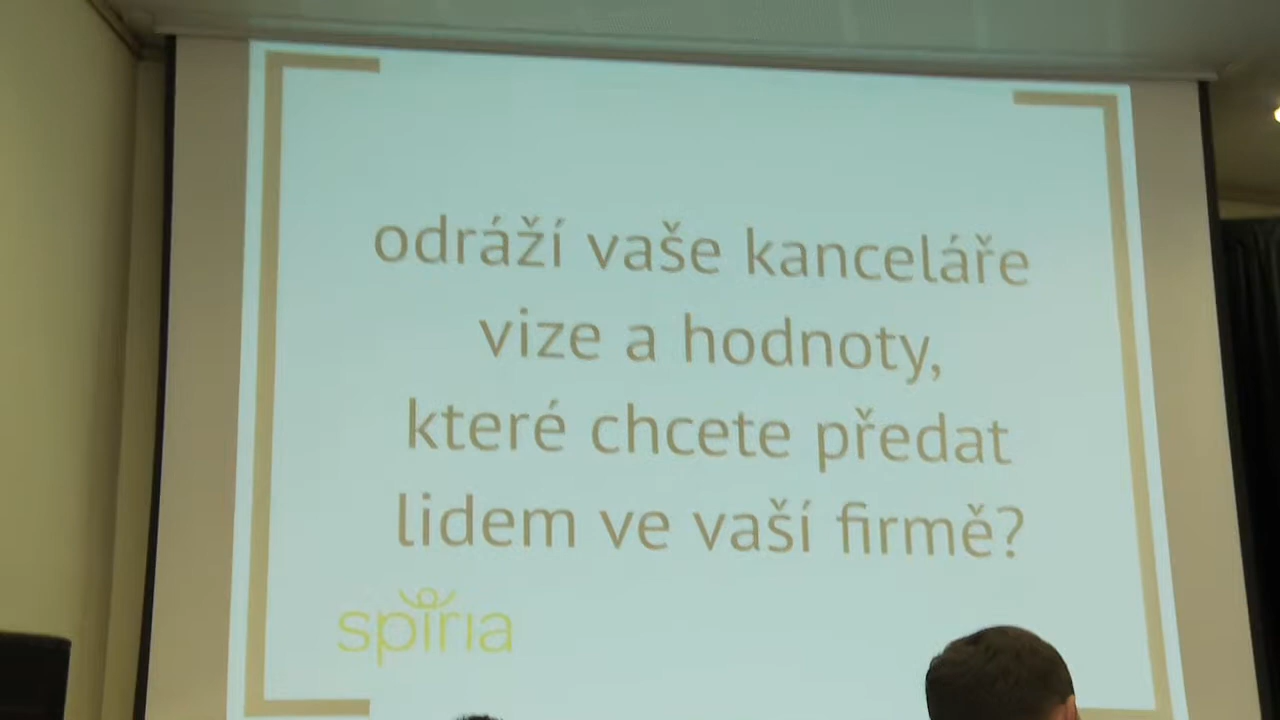 odráží vaše kanceláře
vize a hodnoty,
které chcete předat
lidem ve vaší firmě?
spiria